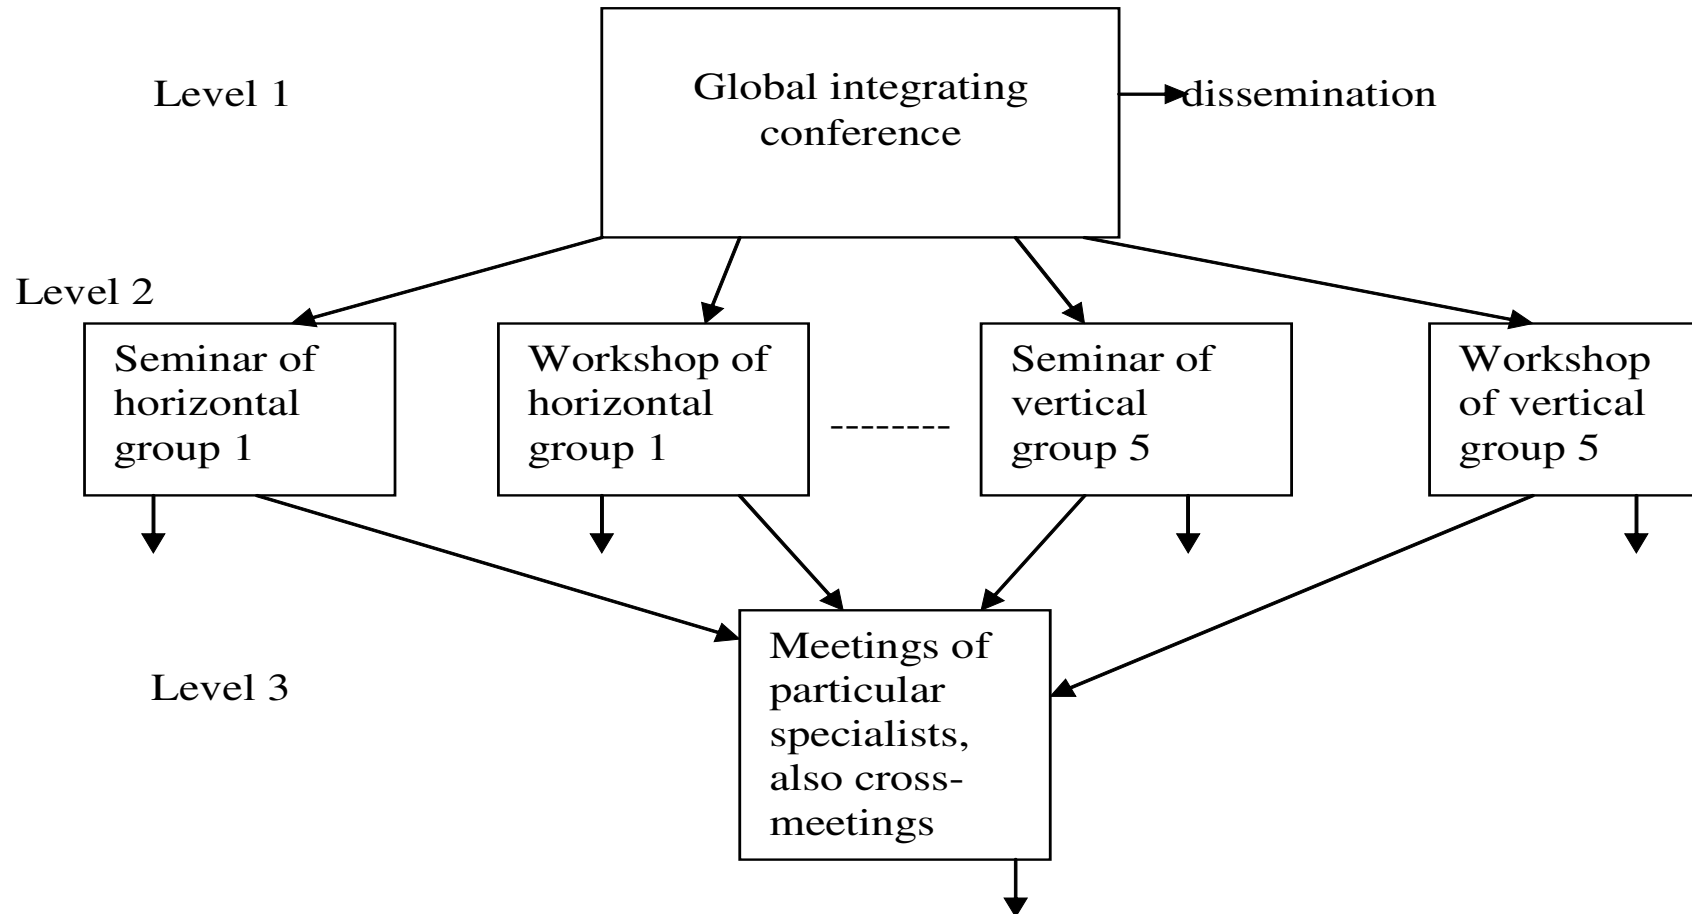 Level 1
Global integrating
conference
dissemination
Level 2
Seminar of
horizontal
group 1
Workshop of
horizontal
group 1
--------
Seminar of
vertical
group 5
Workshop
of vertical
group 5
Level 3
Meetings of
particular
specialists,
also cross-
meetings